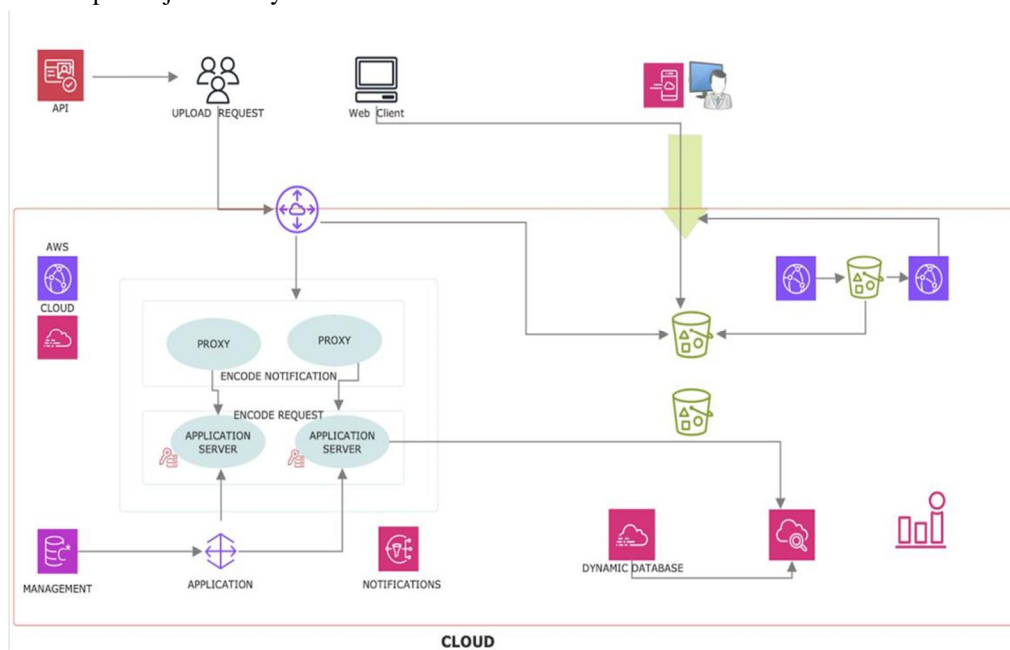 API
UPLOAD REQUEST
Web Client
AWS
CLOUD
PROXY
PROXY
ENCODE NOTIFICATION
ENCODE REQUEST
APPLICATION
SERVER
APPLICATION
SERVER
MANAGEMENT
APPLICATION
NOTIFICATIONS
DYNAMIC DATABASE
CLOUD